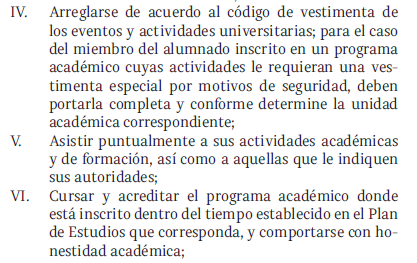 IV. Arreglarse de acuerdo al código de vestimenta de
los eventos y actividades universitarias; para el caso
del miembro del alumnado inscrito en un programa
académico cuyas actividades le requieran una ves-
timenta especial por motivos de seguridad, deben
portarla completa y conforme determine la unidad
académica correspondiente;
V. Asistir puntualmente a sus actividades académicas
y de formación, así como a aquellas que le indiquen
sus autoridades;
VI. Cursar y acreditar el programa académico donde
está inscrito dentro del tiempo establecido en el Plan
de Estudios que corresponda, y comportarse con ho-
nestidad académica;